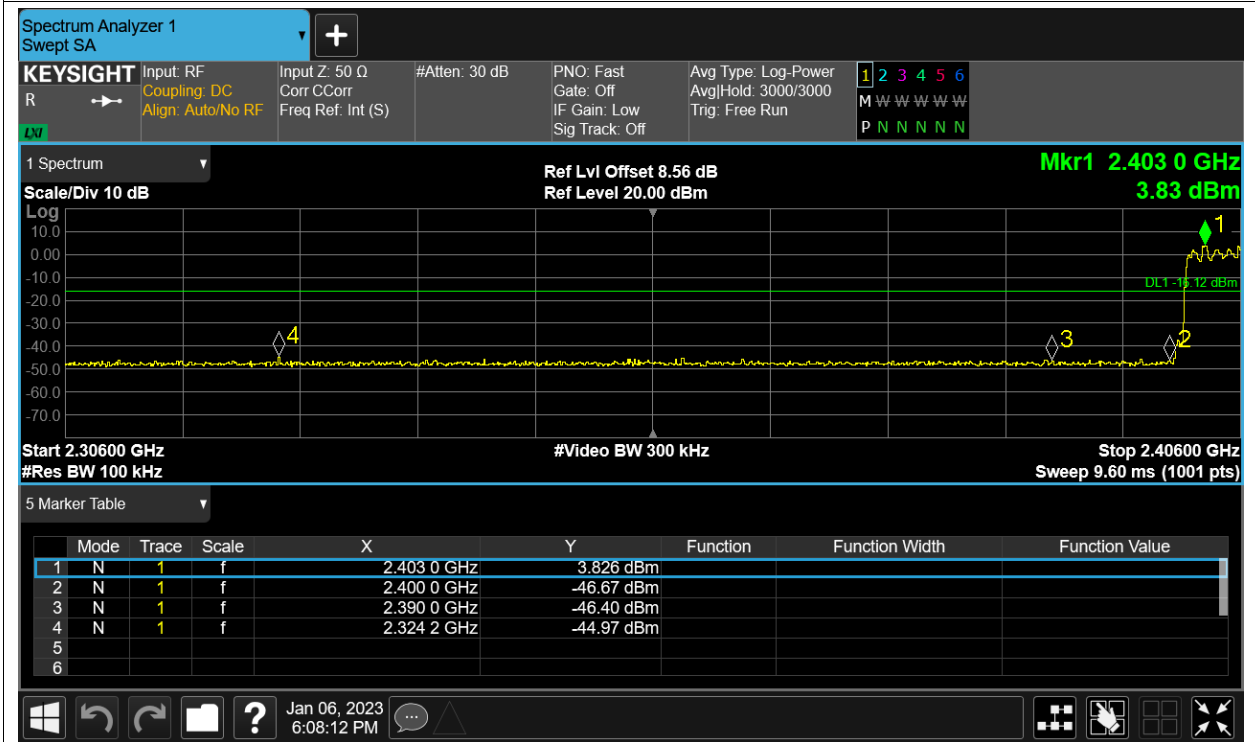 Spectrum Analyzer 1
Swept SA
KEYSIGHT
R
LXI
Input: RF
Coupling: DC
Align: Auto/No RF
Input Z: 50 Ω
Corr CCorr
Freq Ref: Int (S)
#Atten: 30 dB
PNO: Fast
Gate: Off
IF Gain: Low
Sig Track: Off
Avg Type: Log-Power
Avg|Hold: 3000/3000
Trig: Free Run
1 2 3 4 5 6
M W W W W W
P N N N N N
1 Spectrum
Scale/Div 10 dB
Ref Lvl Offset 8.56 dB
Ref Level 20.00 dBm
Mkr1 2.403 0 GHz
3.83 dBm
Log
10.0
0.00
-10.0
-20.0
-30.0
-40.0
-50.0
-60.0
-70.0
1
DL1 -16.12 dBm
4
3
2
Start 2.30600 GHz
#Res BW 100 kHz
#Video BW 300 kHz
Stop 2.40600 GHz
Sweep 9.60 ms (1001 pts)
5 Marker Table
Mode Trace Scale X Y Function Function Width Function Value
1 N 1 f 2.403 0 GHz 3.826 dBm
2 N 1 f 2.400 0 GHz -46.67 dBm
3 N 1 f 2.390 0 GHz -46.40 dBm
4 N 1 f 2.324 2 GHz -44.97 dBm
5
6
?
Jan 06, 2023
6:08:12 PM